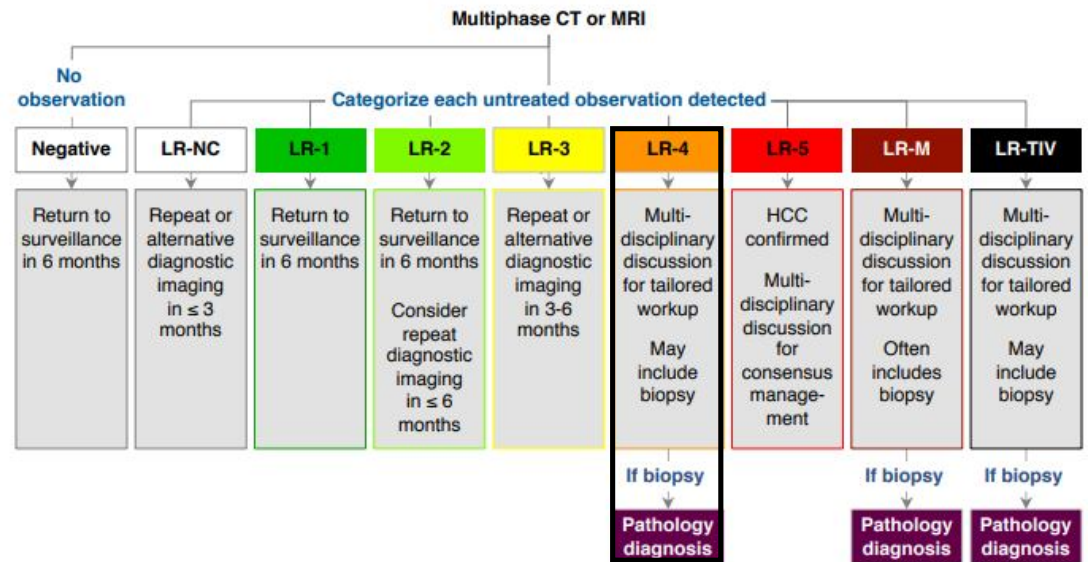 Multiphase CT or MRI
No
observation
Categorize each untreated observation detected
Negative
LR-NC
LR-1
LR-2
LR-3
LR-4
LR-5
LR-M
LR-TIV
Return to
surveillance
in 6 months
Repeat or
alternative
diagnostic
imaging
in ≤ 3
months
Return to
surveillance
in 6 months
Return to
surveillance
in 6 months
Consider
repeat
diagnostic
imaging
in ≤ 6
months
Repeat or
alternative
diagnostic
imaging
in 3-6
months
Multi-
disciplinary
discussion
for tailored
workup
May
include
biopsy
HCC
confirmed
Multi-
disciplinary
discussion
for
consensus
manage-
ment
Multi-
disciplinary
discussion
for tailored
workup
Often
includes
biopsy
Multi-
disciplinary
discussion
for tailored
workup
May
include
biopsy
If biopsy
If biopsy
If biopsy
Pathology
diagnosis
Pathology
diagnosis
Pathology
diagnosis